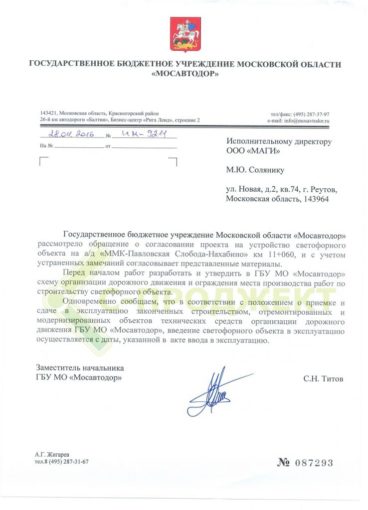 ГОСУДАРСТВЕННОЕ БЮДЖЕТНОЕ УЧРЕЖДЕНИЕ МОСКОВСКОЙ ОБЛАСТИ
«МОСАВТОДОР»
143421, Московская область, Красногорский район
26-й км автодороги «Балтия», Бизнес-центр «Рига Ленд», строение 2
тел/факс: (495) 287-37-97
e-mail: info@mosavtodor.ru
28.04.2016 №
На № от
Исполнительному директору
ООО «МАГИ»
М.Ю. Солянику
ул. Новая, д.2, кв.74, г. Реутов,
Московская область, 143964
Государственное бюджетное учреждение Московской области «Мосавтодор»
рассмотрело обращение о согласовании проекта на устройство светофорного
объекта на а/д «ММК-Павловская Слобода-Нахабино» км 11+060, и с учетом
устраненных замечаний согласовывает представленные материалы.
Перед началом работ разработать и утвердить в ГБУ МО «Мосавтодор»
схему организации дорожного движения и ограждения места производства работ по
строительству светофорного объекта.
Одновременно сообщаем, что в соответствии с положением о приемке и
сдаче в эксплуатацию законченных строительством, отремонтированных и
модернизированных объектов технических средств организации дорожного
движения ГБУ МО «Мосавтодор», введение светофорного объекта в эксплуатацию
осуществляется с даты, указанной в акте ввода в эксплуатацию.
Заместитель начальника
ГБУ МО «Мосавтодор»
С.Н. Титов
А.Г. Жигарев
тел.8 (495) 287-31-67
№ 087293